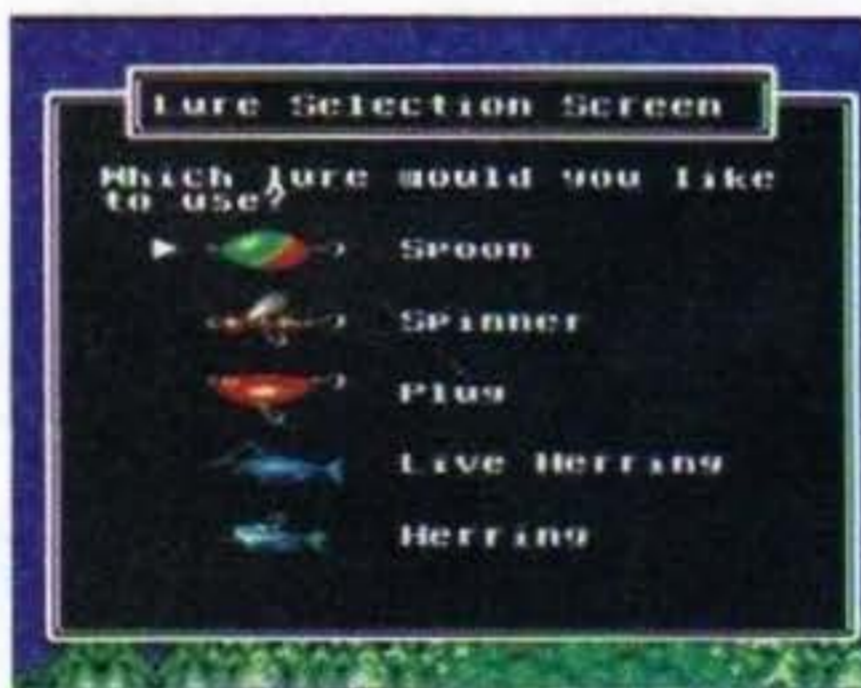 Lure Selection Screen
Which lure would you like
to use?
Spoon
Spinner
Plug
Live Herring
Herring